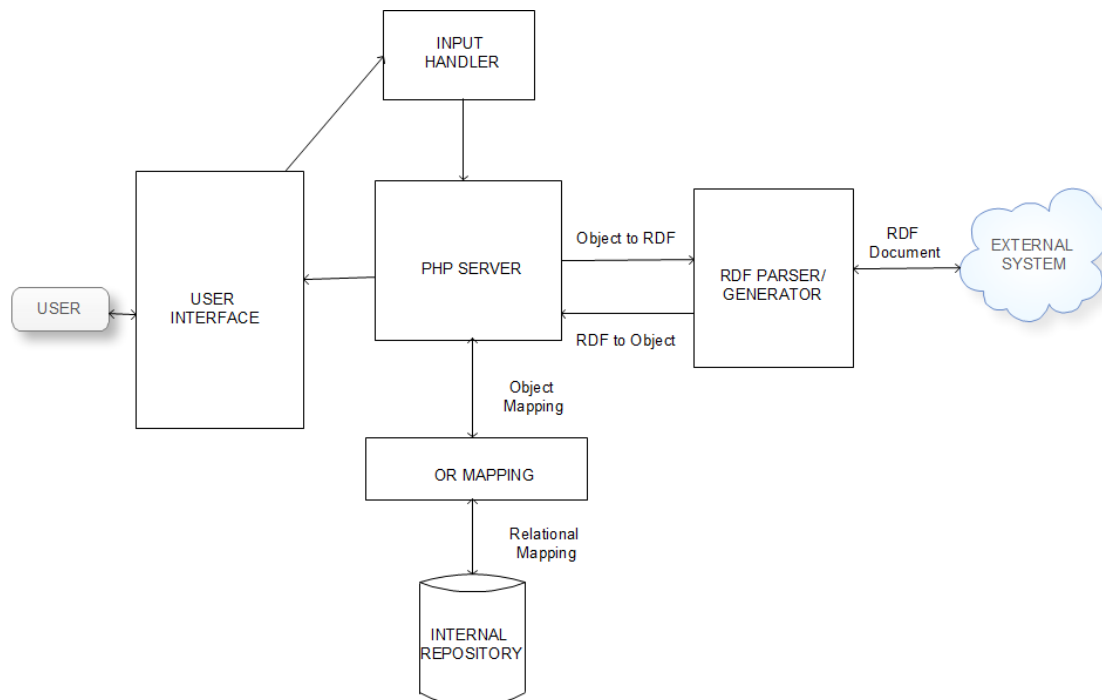 INPUT
HANDLER
PHP SERVER
Object to RDF
RDF to Object
RDF PARSER/
GENERATOR
RDF
Document
EXTERNAL
SYSTEM
USER
USER
INTERFACE
Object
Mapping
OR MAPPING
Relational
Mapping
INTERNAL
REPOSITORY